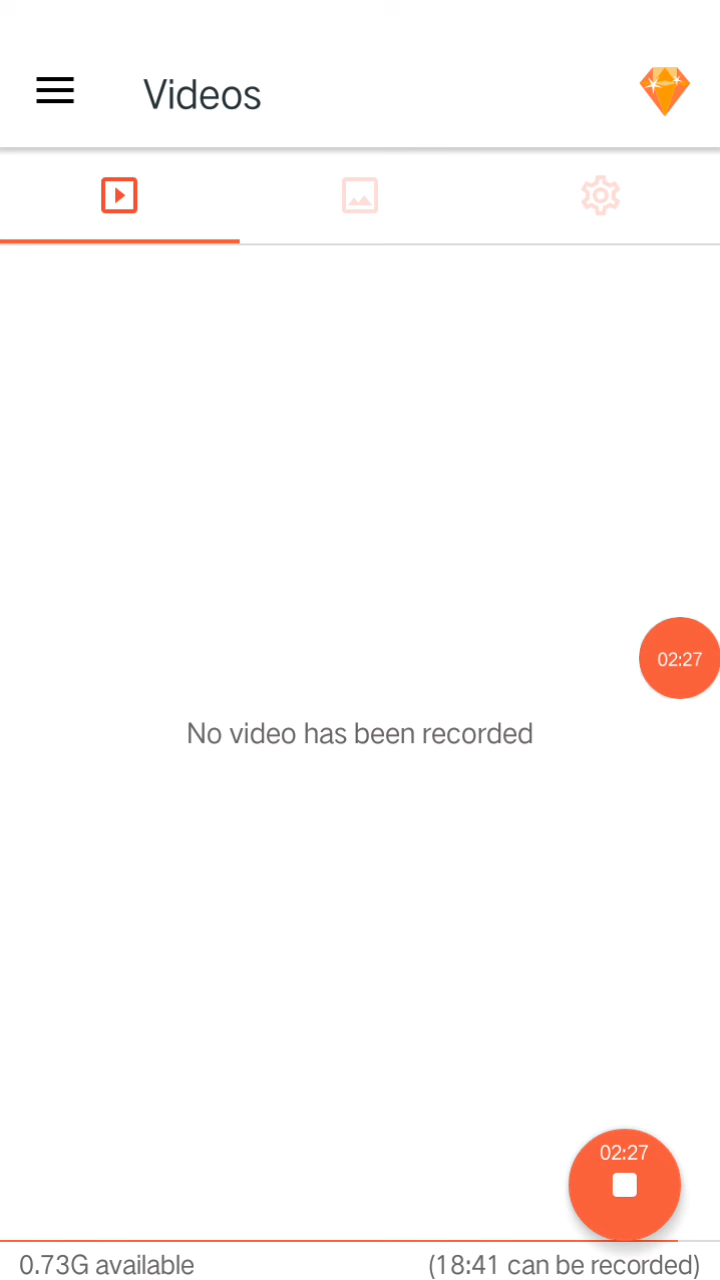 Videos
02:27
No video has been recorded
02:27
0.73G available
(18:41 can be recorded)